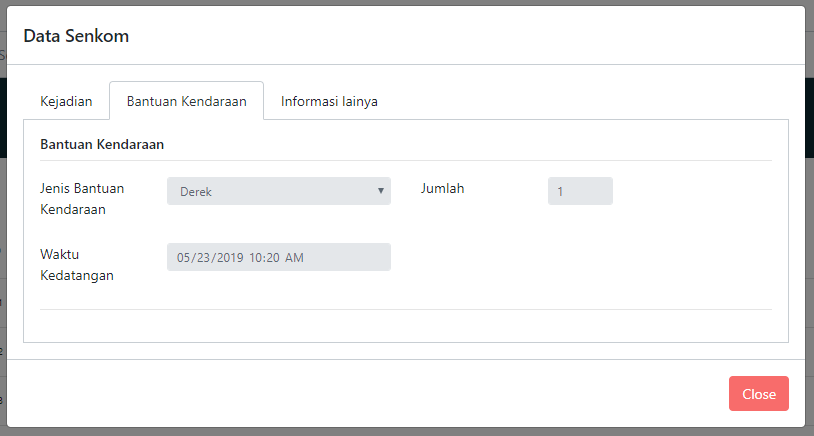 Data Senkom
Kejadian
Bantuan Kendaraan
Informasi lainya
Bantuan Kendaraan
Jenis Bantuan
Kendaraan
Derek
Jumlah
1
Waktu
Kedatangan
05/23/2019 10:20 AM
Close